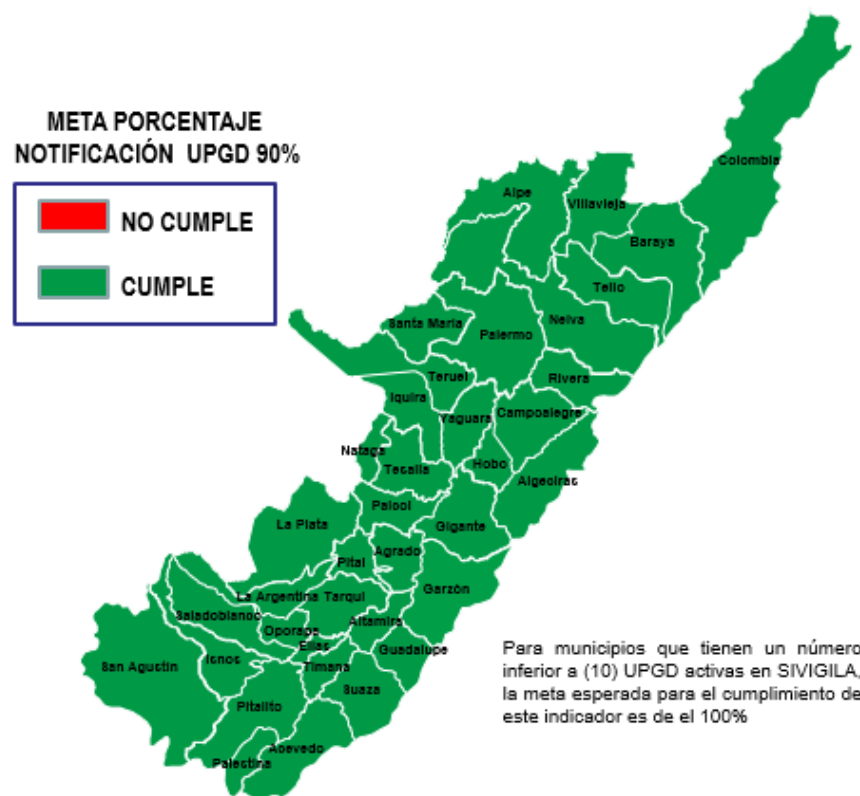 META PORCENTAJE
NOTIFICACIÓN UPGD 90%
NO CUMPLE
CUMPLE
Colombia
Aipe
Villavieja
Baraya
Tello
Neiva
Santa María
Palermo
Teruel
Rivera
Iquira
Yaguara
Campoalegre
Nataga
Tesalia
Hobo
Algeciras
Paicol
La Plata
Gigante
Pital
Agrado
Garzón
La Argentina
Tarqui
Saladoblanco
Oporapa
Altamira
Elias
Guadalupe
San Agustín
Isnos
Timana
Suaza
Pitalito
Acevedo
Palestina
Para municipios que tienen un número
inferior a (10) UPGD activas en SIVIGILA,
la meta esperada para el cumplimiento de
este indicador es de el 100%